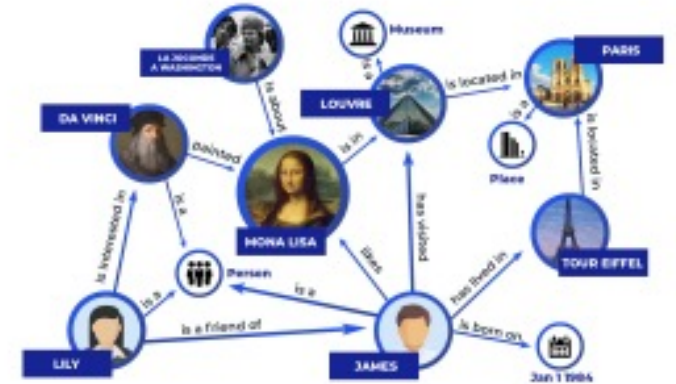 Museum
PARIS
LA JOCONDE
A WASHINGTON
is a
is located in
LOUVRE
is about
is a
DA VINCI
painted
is in
Place
is located in
is a
has visited
MONA LISA
is interested in
likes
TOUR EIFFEL
Person
has lived in
is a
is a
is a friend of
is born on
LILY
JAMES
Jan 1 1984